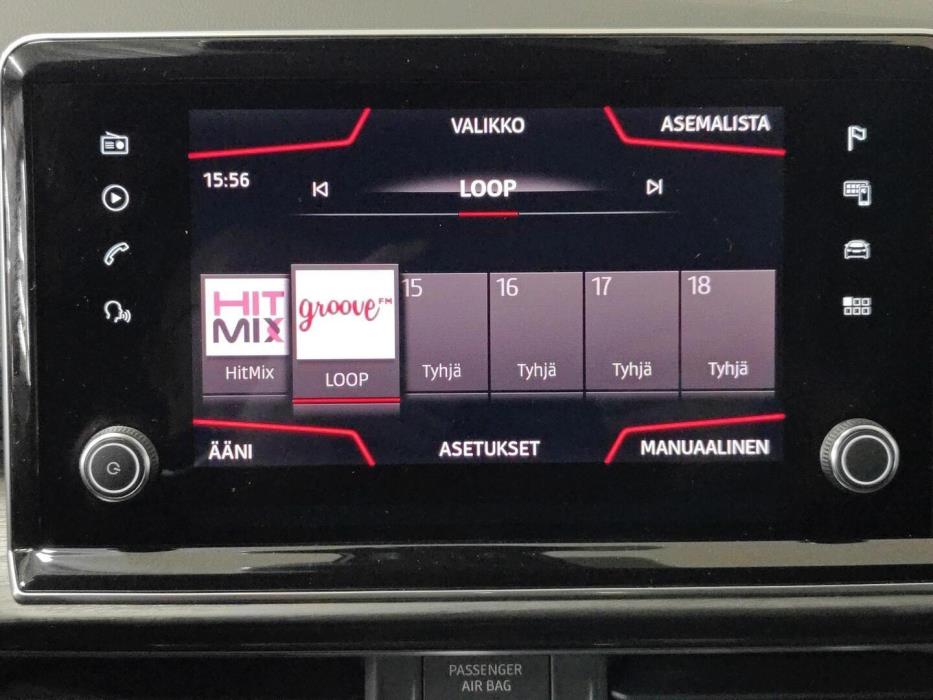 VALIKKO
ASEMALISTA
15:56
LOOP
HIT
MIX
HitMix
groove FM
LOOP
15
Tyhjä
16
Tyhjä
17
Tyhjä
18
Tyhjä
ÄÄNI
ASETUKSET
MANUAALINEN
PASSENGER
AIR BAG